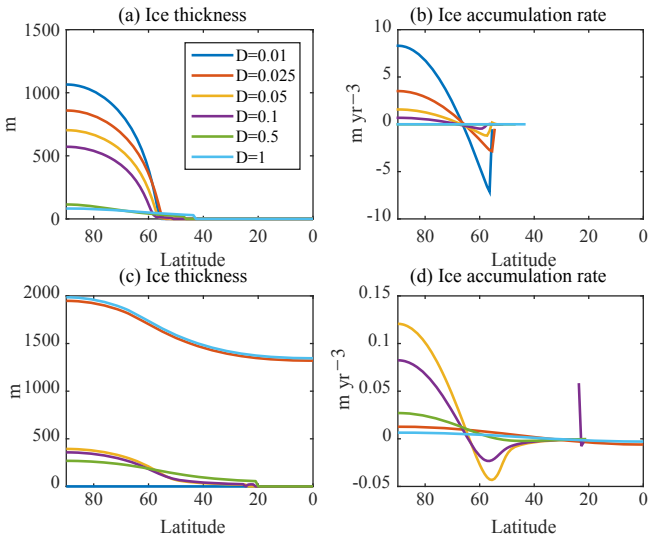 (a) Ice thickness
1500
1000
500
0
m
80 60 40 20 0
Latitude
D=0.01
D=0.025
D=0.05
D=0.1
D=0.5
D=1
(b) Ice accumulation rate
10
5
0
-5
-10
m yr−3
80 60 40 20 0
Latitude
(c) Ice thickness
2000
1500
1000
500
0
m
80 60 40 20 0
Latitude
(d) Ice accumulation rate
0.15
0.1
0.05
0
-0.05
m yr−3
80 60 40 20 0
Latitude